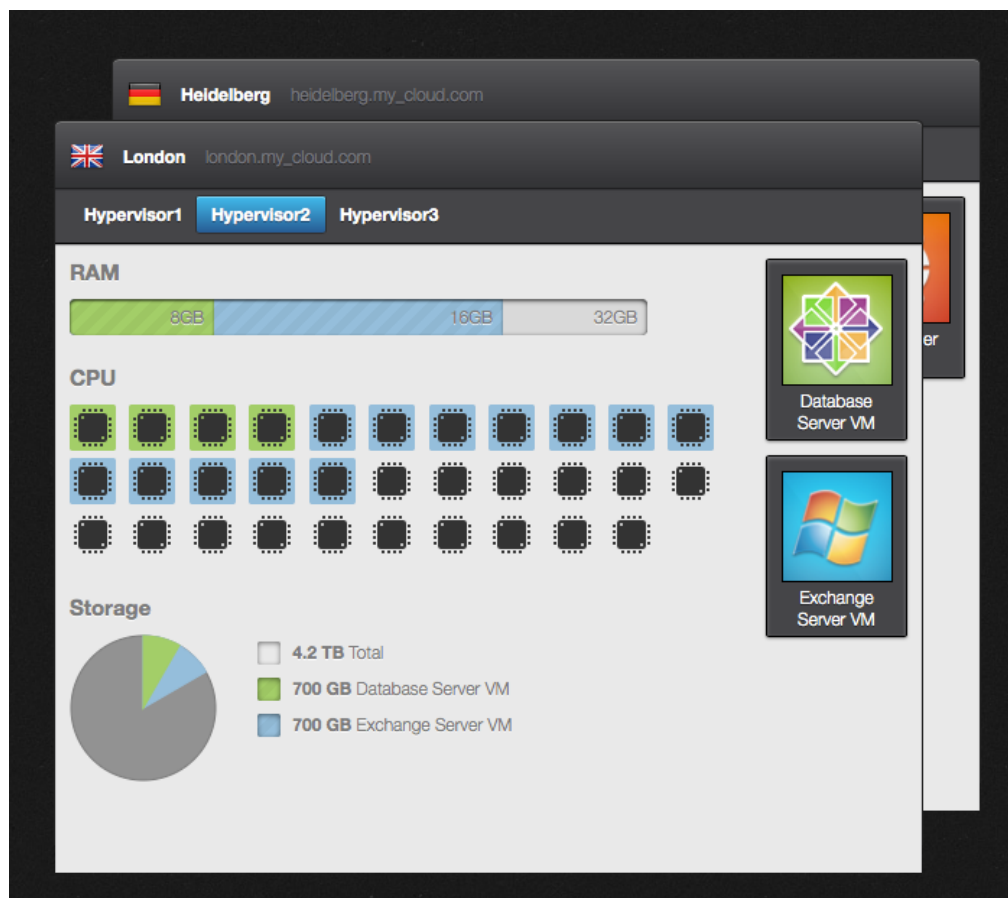 Heidelberg heidelberg.my_cloud.com
London london.my_cloud.com
Hypervisor1 Hypervisor2 Hypervisor3
RAM
8GB 16GB 32GB
CPU
Database
Server VM
er
Exchange
Server VM
Storage
4.2 TB Total
700 GB Database Server VM
700 GB Exchange Server VM